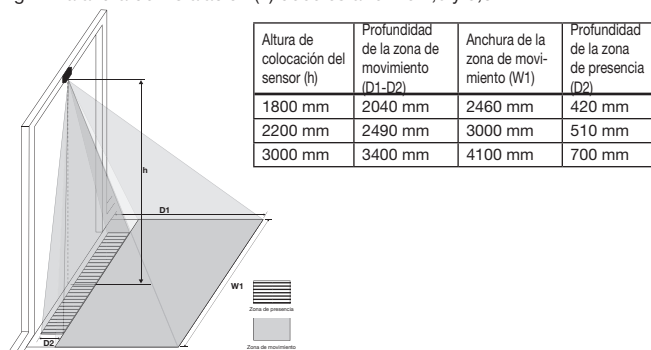 Altura de colocación del sensor (h)
Profundidad de la zona de movimiento (D1-D2)
Anchura de la zona de movi-miento (W1)
Profundidad de la zona de presencia (D2)
1800 mm 2040 mm 2460 mm 420 mm
2200 mm 2490 mm 3000 mm 510 mm
3000 mm 3400 mm 4100 mm 700 mm
h
D1
W1
D2
Zona de presencia
Zona de movimiento